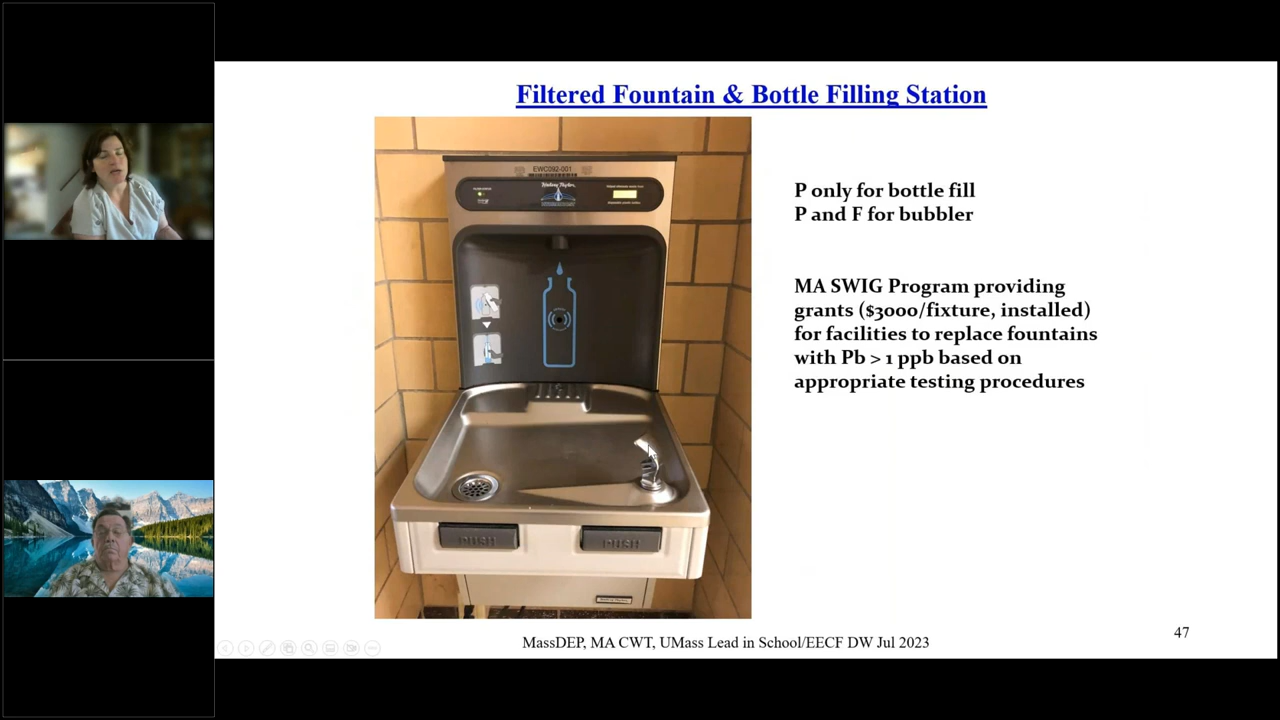 Filtered Fountain & Bottle Filling Station
EWC092-001
PUSH
PUSH
P only for bottle fill
P and F for bubbler
MA SWIG Program providing
grants ($3000/fixture, installed)
for facilities to replace fountains
with Pb > 1 ppb based on
appropriate testing procedures
MassDEP, MA CWT, UMass Lead in School/EECF DW Jul 2023
47